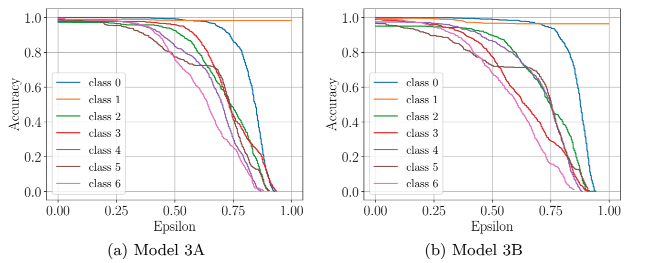 1.0
0.8
0.6
0.4
0.2
0.0
Accuracy
class 0
class 1
class 2
class 3
class 4
class 5
class 6
0.00 0.25 0.50 0.75 1.00
Epsilon
(a) Model 3A
1.0
0.8
0.6
0.4
0.2
0.0
Accuracy
class 0
class 1
class 2
class 3
class 4
class 5
class 6
0.00 0.25 0.50 0.75 1.00
Epsilon
(b) Model 3B